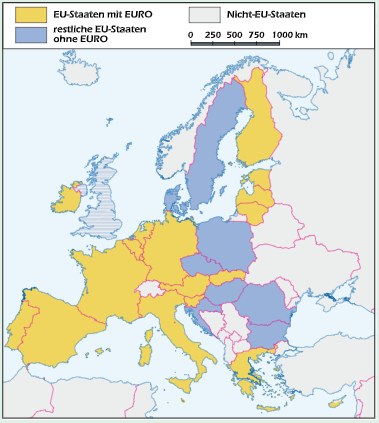 EU-Staaten mit EURO
restliche EU-Staaten
ohne EURO
Nicht-EU-Staaten
0 250 500 750 1000 km